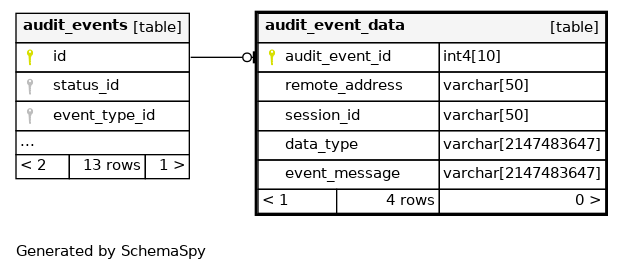 audit_events [table]
id
status_id
event_type_id
...
< 2 13 rows 1 >
audit_event_data [table]
audit_event_id int4[10]
remote_address varchar[50]
session_id varchar[50]
data_type varchar[2147483647]
event_message varchar[2147483647]
< 1 4 rows 0 >
Generated by SchemaSpy